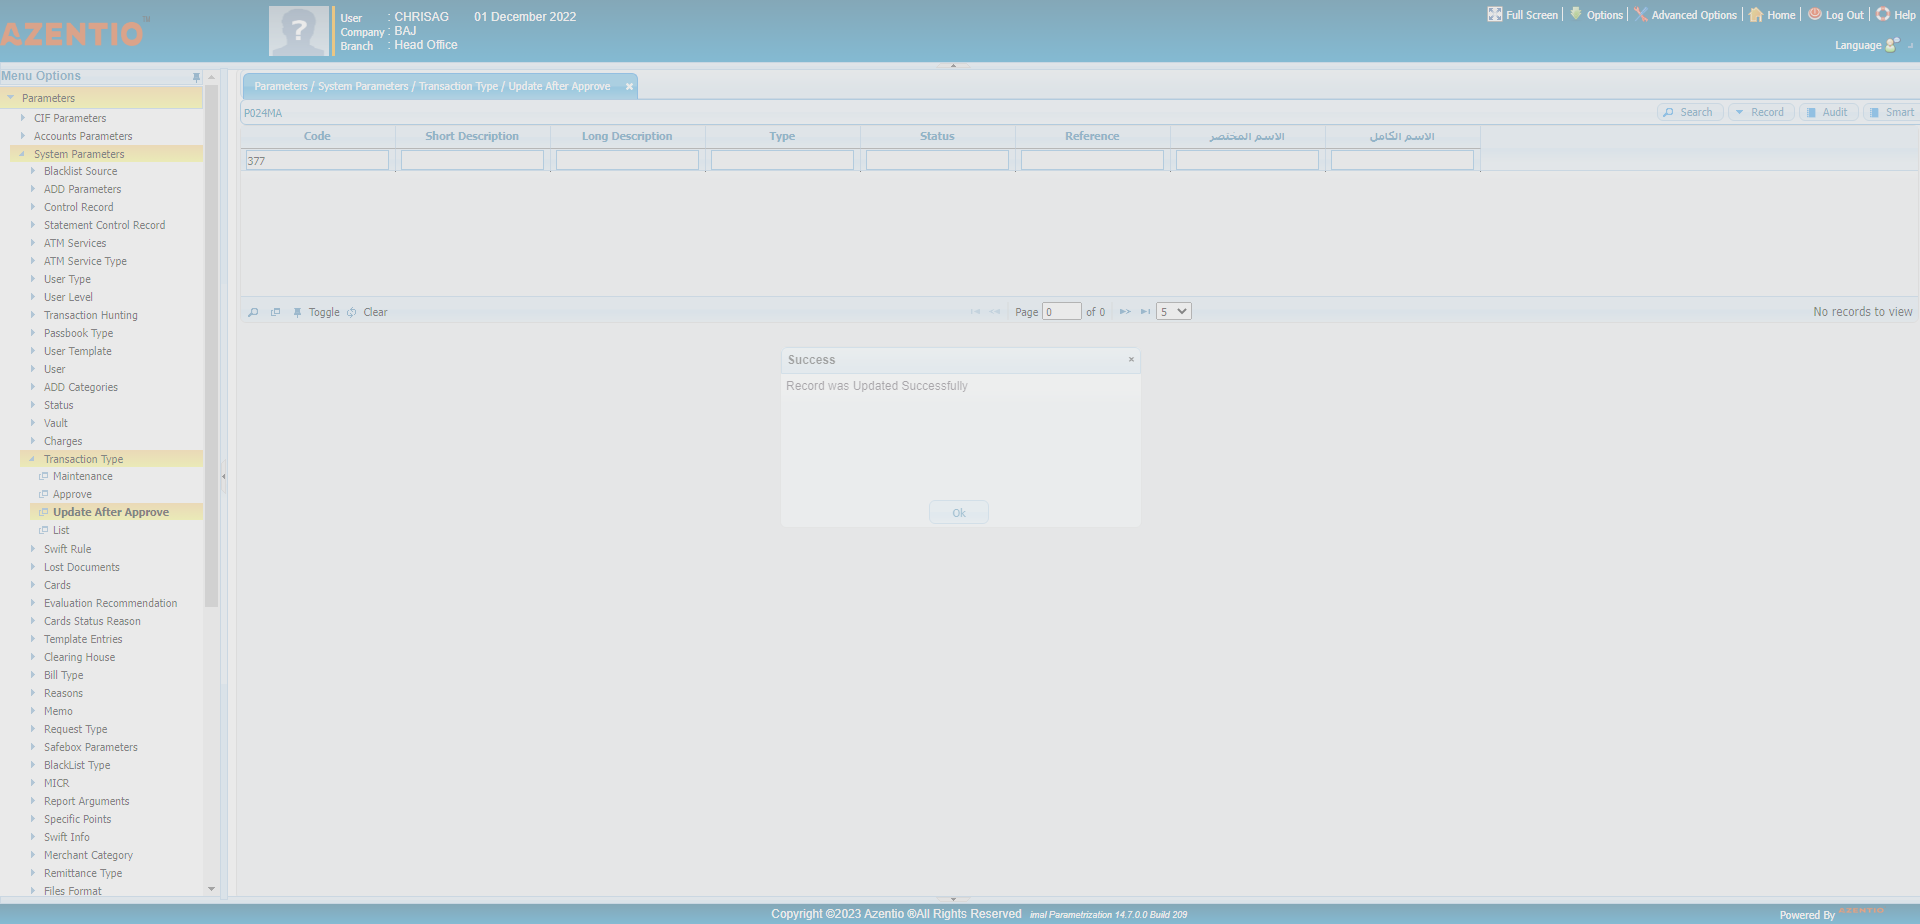 AZENTIO
User : CHRISAG 01 December 2022
Company : BAJ
Branch : Head Office
Full Screen Options Advanced Options Home Log Out Help
Language
Menu Options
Parameters
CIF Parameters
Accounts Parameters
System Parameters
Blacklist Source
ADD Parameters
Control Record
Statement Control Record
ATM Services
ATM Service Type
User Type
User Level
Transaction Hunting
Passbook Type
User Template
User
ADD Categories
Status
Vault
Charges
Transaction Type
Maintenance
Approve
Update After Approve
List
Swift Rule
Lost Documents
Cards
Evaluation Recommendation
Cards Status Reason
Template Entries
Clearing House
Bill Type
Reasons
Memo
Request Type
Safebox Parameters
BlackList Type
MICR
Report Arguments
Specific Points
Swift Info
Merchant Category
Remittance Type
Files Format
Parameters / System Parameters / Transaction Type / Update After Approve
P024MA
Search Record Audit Smart
Code Short Description Long Description Type Status Reference الاسم المختصر الاسم الكامل
377
Toggle Clear
Page 0 of 0 5
No records to view
Success
Record was Updated Successfully
Ok
Copyright ©2023 Azentio ®All Rights Reserved imal Parametrization 14.7.0.0 Build 209
Powered By AZENTIO